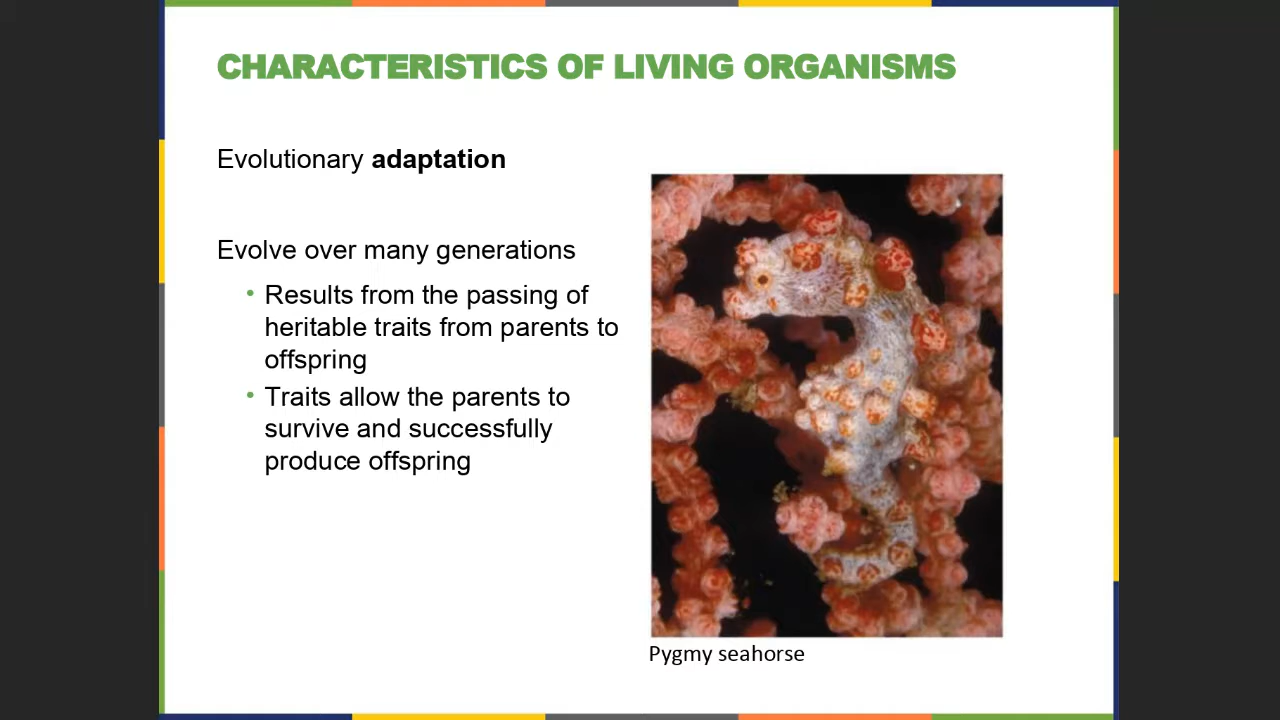 CHARACTERISTICS OF LIVING ORGANISMS
Evolutionary adaptation
Evolve over many generations
• Results from the passing of
heritable traits from parents to
offspring
• Traits allow the parents to
survive and successfully
produce offspring
Pygmy seahorse